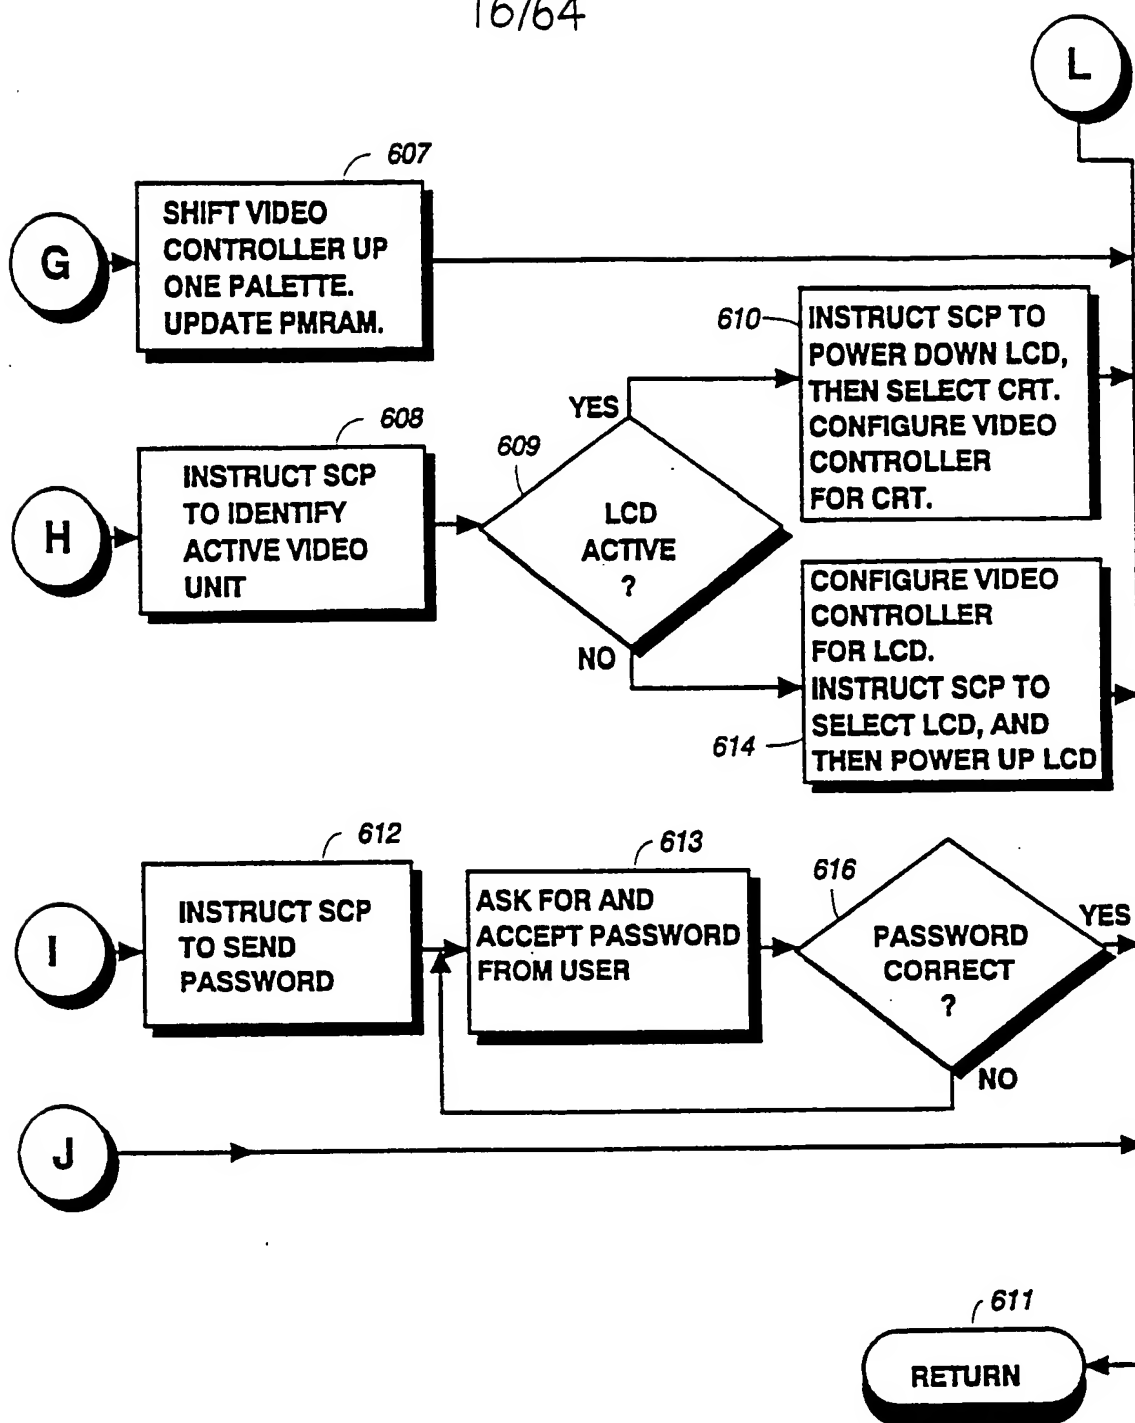 16/64
L
607
G
SHIFT VIDEO
CONTROLLER UP
ONE PALETTE.
UPDATE PMRAM.
608
H
INSTRUCT SCP
TO IDENTIFY
ACTIVE VIDEO
UNIT
609
YES
LCD
ACTIVE
?
NO
610
INSTRUCT SCP TO
POWER DOWN LCD,
THEN SELECT CRT.
CONFIGURE VIDEO
CONTROLLER
FOR CRT.
614
CONFIGURE VIDEO
CONTROLLER
FOR LCD.
INSTRUCT SCP TO
SELECT LCD, AND
THEN POWER UP LCD
612
I
INSTRUCT SCP
TO SEND
PASSWORD
613
ASK FOR AND
ACCEPT PASSWORD
FROM USER
616
PASSWORD
CORRECT
?
YES
NO
J
611
RETURN